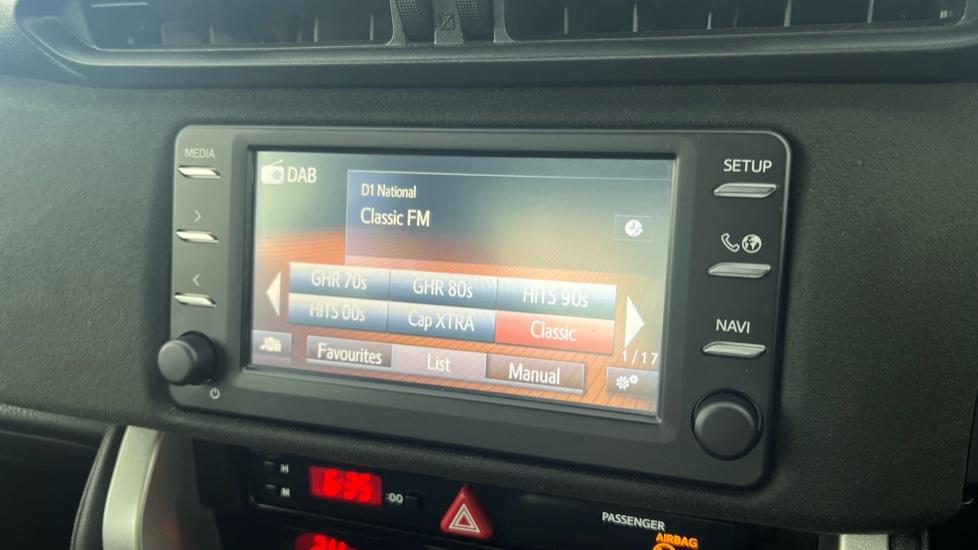 MEDIA
SETUP
DAB
D1 National
Classic FM
GHR 70s GHR 80s HITS 90s
HITS 00s Cap XTRA Classic
1/17
Favourites List Manual
NAVI
H
M
6:35 :00
PASSENGER
AIRBAG